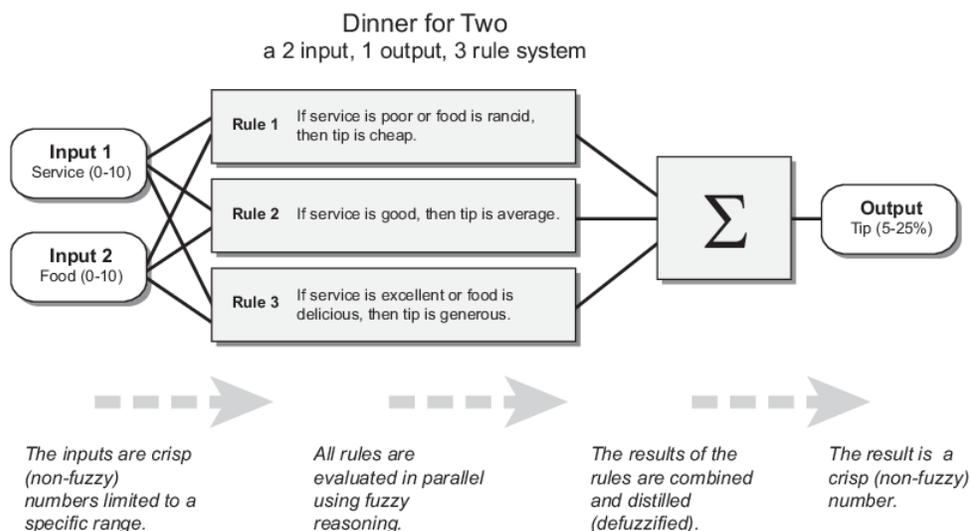 Dinner for Two
a 2 input, 1 output, 3 rule system
Input 1
Service (0-10)
Input 2
Food (0-10)
Rule 1 If service is poor or food is rancid,
then tip is cheap.
Rule 2 If service is good, then tip is average.
Rule 3 If service is excellent or food is
delicious, then tip is generous.
Σ
Output
Tip (5-25%)
The inputs are crisp
(non-fuzzy)
numbers limited to a
specific range.
All rules are
evaluated in parallel
using fuzzy
reasoning.
The results of the
rules are combined
and distilled
(defuzzified).
The result is a
crisp (non-fuzzy)
number.